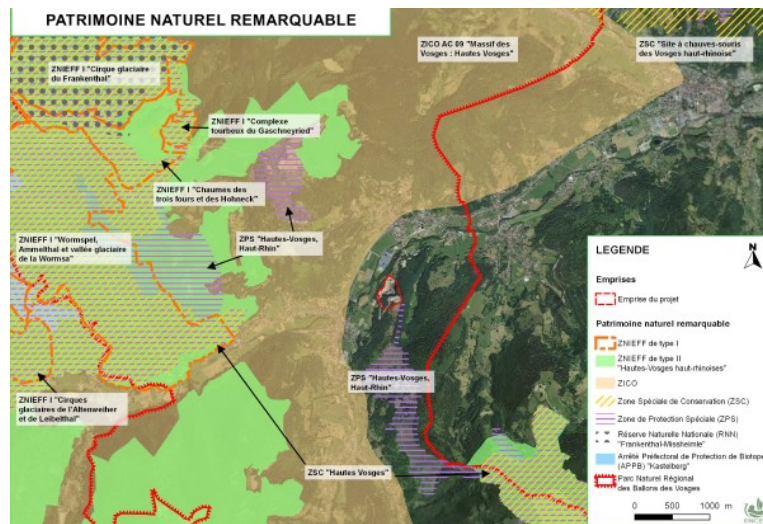 PATRIMOINE NATUREL REMARQUABLE
ZNIEFF I "Cirque glaciaire
du Frankenthal"
ZICO AC 09 "Massif des
Vosges : Hautes Vosges"
ZSC "Site à chauves-souris
des Vosges haut-rhinoise"
ZNIEFF I "Complexe
tourbeux du Gaschneyried"
ZNIEFF I "Chaumes des
trois fours et des Hohneck"
ZNIEFF I "Wormspel,
Ammelthal et vallée glaciaire
de la Wormsa"
ZPS "Hautes-Vosges,
Haut-Rhin"
ZPS "Hautes-Vosges,
Haut-Rhin"
ZNIEFF I "Cirques
glaciaires de l'Altenweiher
et de Leibelthal"
ZSC "Hautes Vosges"
LEGENDE
N
Emprises
Emprise du projet
Patrimoine naturel remarquable
ZNIEFF de type I
ZNIEFF de type II
"Hautes-Vosges haut-rhinoises"
ZICO
Zone Spéciale de Conservation (ZSC)
Zone de Protection Spéciale (ZPS)
Réserve Naturelle Nationale (RNN)
"Frankenthal-Missheimle"
Arrêté Préfectoral de Protection de Biotope
(APPB) "Kastelberg"
Parc Naturel Régional
des Ballons des Vosges
0 500 1000 m
ENCEM